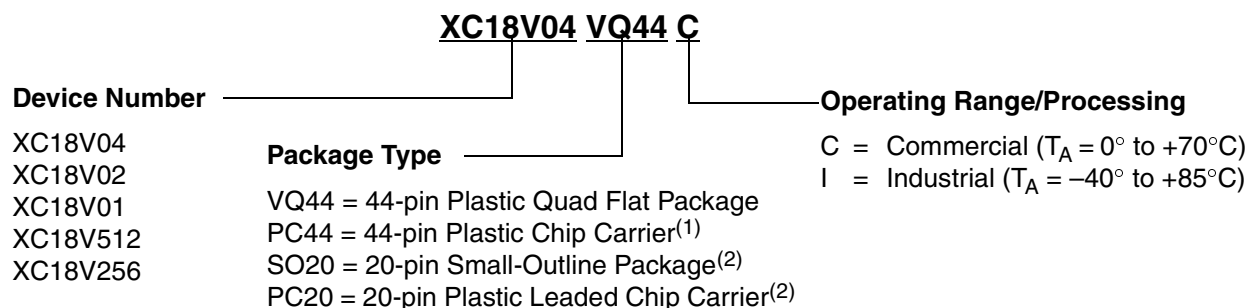 XC18V04 VQ44 C
Device Number
XC18V04
XC18V02
XC18V01
XC18V512
XC18V256
Package Type
VQ44 = 44-pin Plastic Quad Flat Package
PC44 = 44-pin Plastic Chip Carrier(1)
SO20 = 20-pin Small-Outline Package(2)
PC20 = 20-pin Plastic Leaded Chip Carrier(2)
Operating Range/Processing
C = Commercial (TA = 0° to +70°C)
I = Industrial (TA = –40° to +85°C)